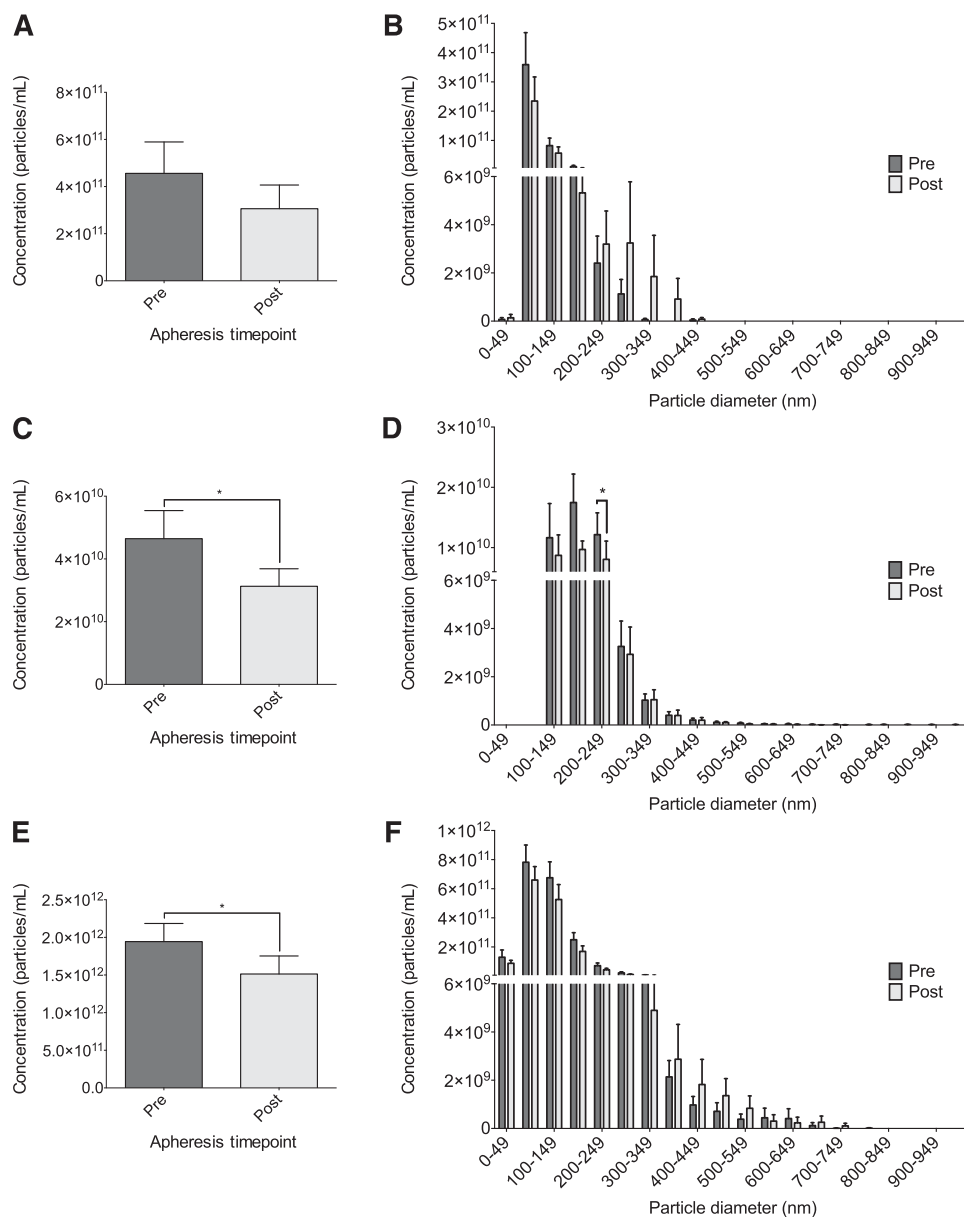 A
Concentration (particles/mL)
8×10¹¹
6×10¹¹
4×10¹¹
2×10¹¹
0
Pre
Post
Apheresis timepoint
B
Concentration (particles/mL)
5×10¹¹
4×10¹¹
3×10¹¹
2×10¹¹
1×10¹¹
6×10⁹
4×10⁹
2×10⁹
0
0-49
100-149
200-249
300-349
400-449
500-549
600-649
700-749
800-849
900-949
Particle diameter (nm)
Pre
Post
C
Concentration (particles/mL)
6×10¹⁰
4×10¹⁰
2×10¹⁰
0
*
Pre
Post
Apheresis timepoint
D
Concentration (particles/mL)
3×10¹⁰
2×10¹⁰
1×10¹⁰
6×10⁹
4×10⁹
2×10⁹
0
*
0-49
100-149
200-249
300-349
400-449
500-549
600-649
700-749
800-849
900-949
Particle diameter (nm)
Pre
Post
E
Concentration (particles/mL)
2.5×10¹²
2.0×10¹²
1.5×10¹²
1.0×10¹²
5.0×10¹¹
0.0
*
Pre
Post
Apheresis timepoint
F
Concentration (particles/mL)
1×10¹²
8×10¹¹
6×10¹¹
4×10¹¹
2×10¹¹
6×10⁹
4×10⁹
2×10⁹
0
0-49
100-149
200-249
300-349
400-449
500-549
600-649
700-749
800-849
900-949
Particle diameter (nm)
Pre
Post